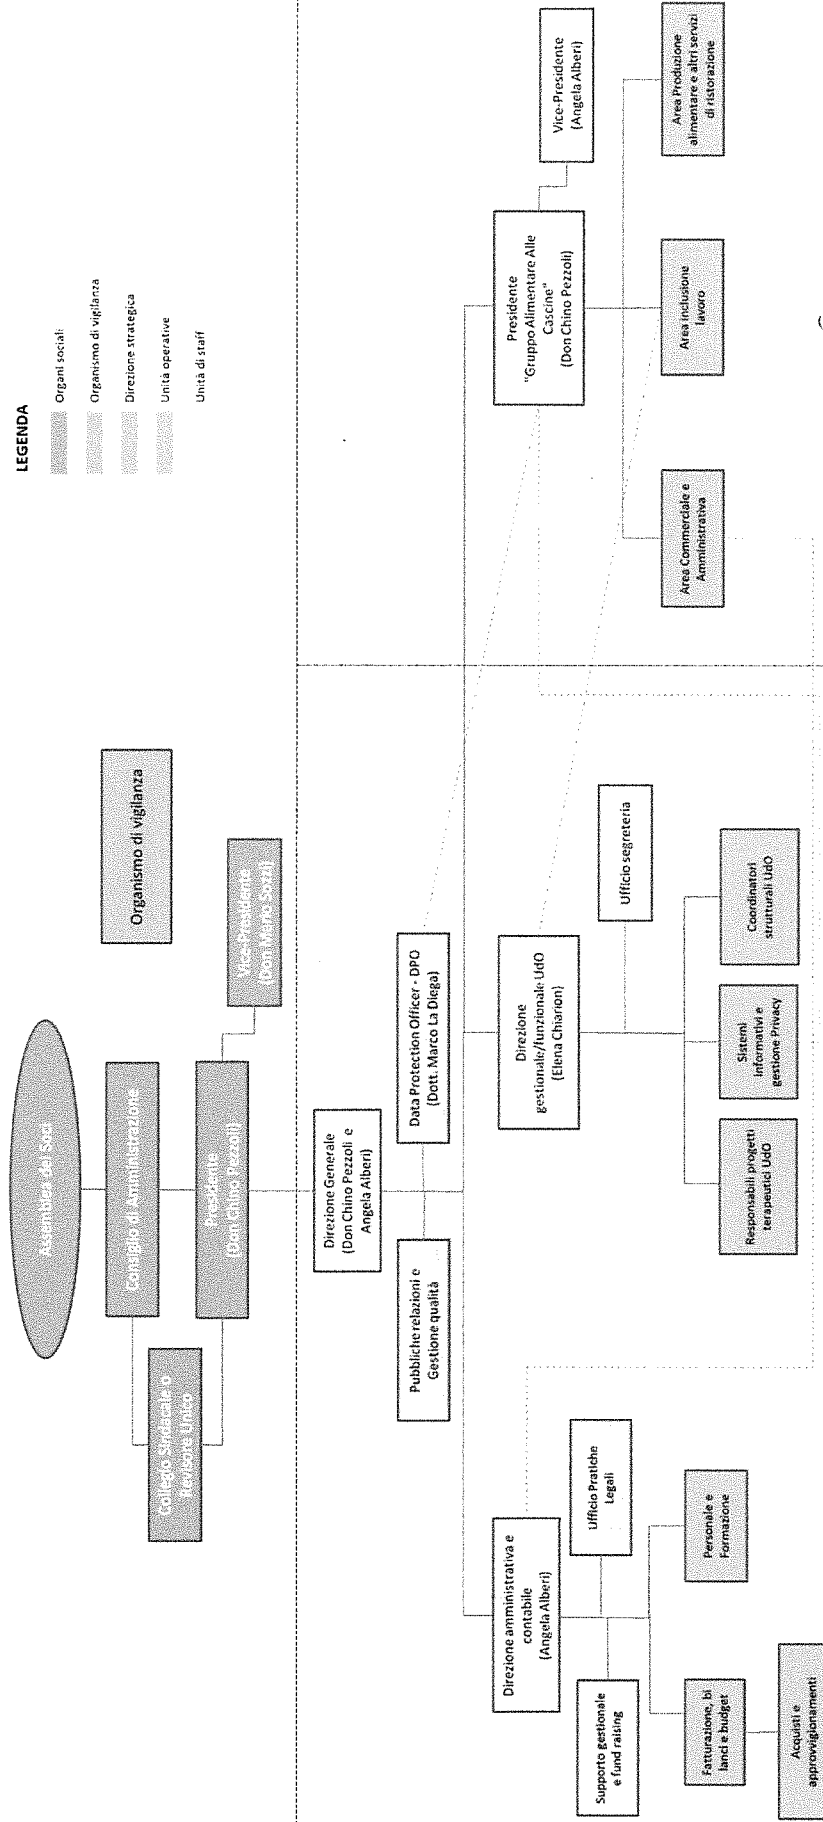 LEGENDA
Organi sociali
Organismo di vigilanza
Direzione strategica
Unità operative
Unità di staff
Assemblea dei Soci
Consiglio di Amministrazione
Organismo di vigilanza
Collegio Sindacale o
Revisore Unico
Presidente
(Don Chino Pezzoli)
Vice-Presidente
(Don Mario Sozzi)
Direzione Generale
(Don Chino Pezzoli e
Angela Alberi)
Pubbliche relazioni e
Gestione qualità
Data Protection Officer - DPO
(Dott. Marco La Diega)
Direzione amministrativa e
contabile
(Angela Alberi)
Direzione
gestionale/funzionale UdO
(Elena Chiarion)
Presidente
"Gruppo Alimentare Alle
Cascine"
(Don Chino Pezzoli)
Vice-Presidente
(Angela Alberi)
Supporto gestionale
e fund raising
Ufficio Pratiche
Legali
Ufficio segreteria
Fatturazione, bi
lanci e budget
Personale e
Formazione
Acquisti e
approvvigionamenti
Responsabili progetti
terapeutici UdO
Sistemi
Informativi e
gestione Privacy
Coordinatori
strutturali UdO
Area Commerciale e
Amministrativa
Area inclusione
lavoro
Area Produzione
alimentare e altri servizi
di ristorazione